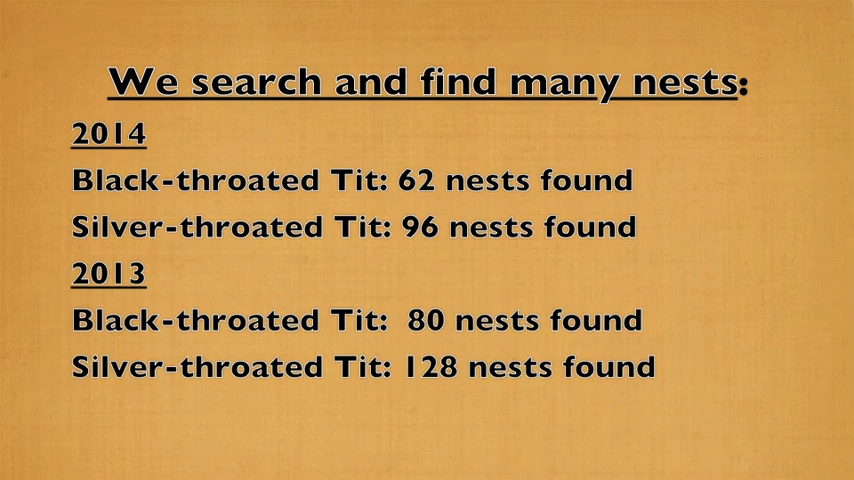 We search and find many nests:
2014
Black-throated Tit: 62 nests found
Silver-throated Tit: 96 nests found
2013
Black-throated Tit:  80 nests found
Silver-throated Tit: 128 nests found